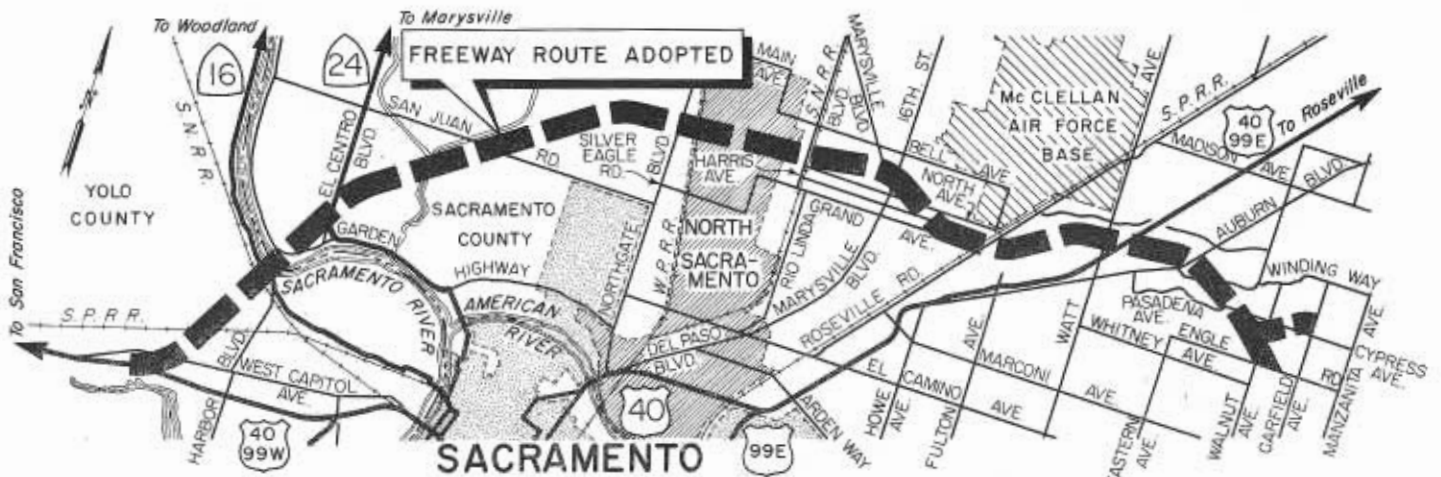 To Woodland
To Marysville
16
24
FREEWAY ROUTE ADOPTED
MAIN
AVE.
S.N.R.R.
BLVD.
MARYSVILLE
BLVD.
16TH ST.
AVE.
S.P.R.R.
McCLELLAN
AIR FORCE
BASE
40
99E
To Roseville
S.N.R.R.
EL CENTRO
BLVD
SAN JUAN
RD.
SILVER
EAGLE
RD.
BLVD
HARRIS
AVE.
BELL AVE
NORTH
AVE.
MADISON
AVE
BLVD.
AUBURN
YOLO
COUNTY
To San Francisco
GARDEN
HIGHWAY
SACRAMENTO
COUNTY
NORTHGATE
W.P.R.R.
NORTH
SACRA-
MENTO
RIO LINDA
GRAND
AVE.
MARYSVILLE
BLVD.
ROSEVILLE RD.
WINDING WAY
AVE.
S.P.R.R.
SACRAMENTO
RIVER
AMERICAN
RIVER
DEL PASO
BLVD.
WATT
PASADENA
AVE.
WHITNEY
AVE.
ENGLE
RD
CYPRESS
AVE.
BLVD.
WEST CAPITOL
AVE.
HARBOR
40
99W
SACRAMENTO
40
99E
ARDEN WAY
EL CAMINO
AVE
HOWE
AVE.
FULTON
AVE
MARCONI
AVE
EASTERN
AVE.
WALNUT
AVE.
GARFIELD
AVE.
MANZANITA